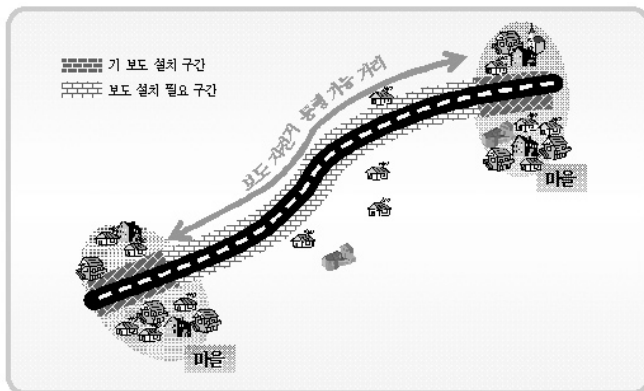 기 보도 설치 구간
보도 설치 필요 구간
보도 자전거 통행 가능 거리
마을
마을